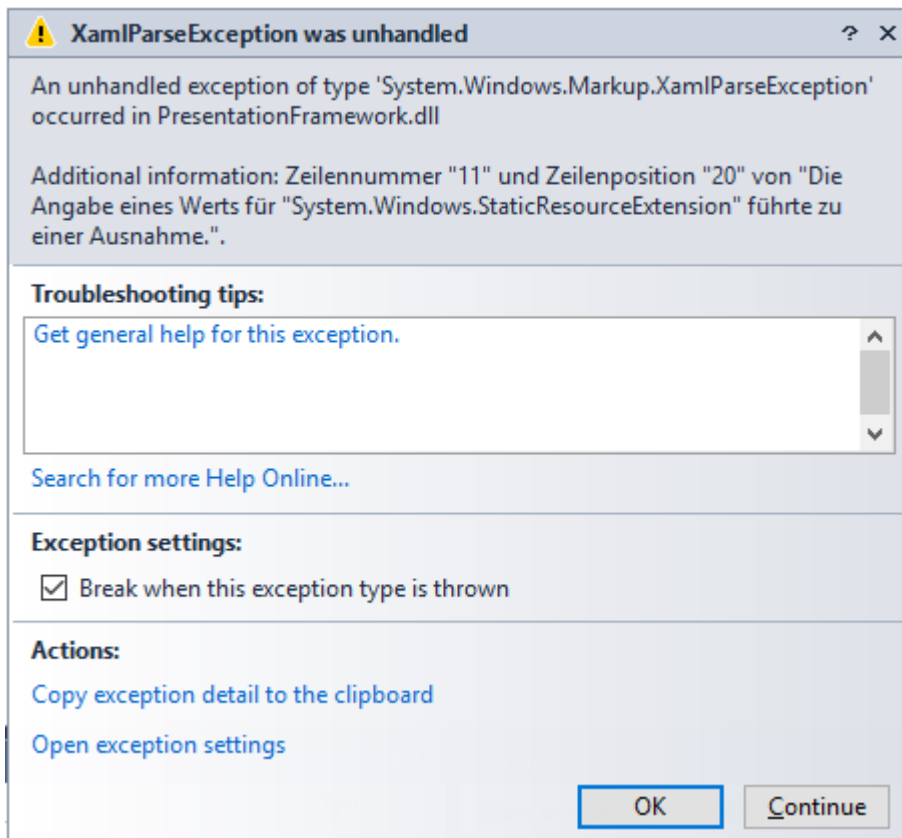 XamlParseException was unhandled
An unhandled exception of type 'System.Windows.Markup.XamlParseException'
occurred in PresentationFramework.dll
Additional information: Zeilennummer "11" und Zeilenposition "20" von "Die
Angabe eines Werts für "System.Windows.StaticResourceExtension" führte zu
einer Ausnahme.".
Troubleshooting tips:
Get general help for this exception.
Search for more Help Online...
Exception settings:
Break when this exception type is thrown
Actions:
Copy exception detail to the clipboard
Open exception settings
OK
Continue